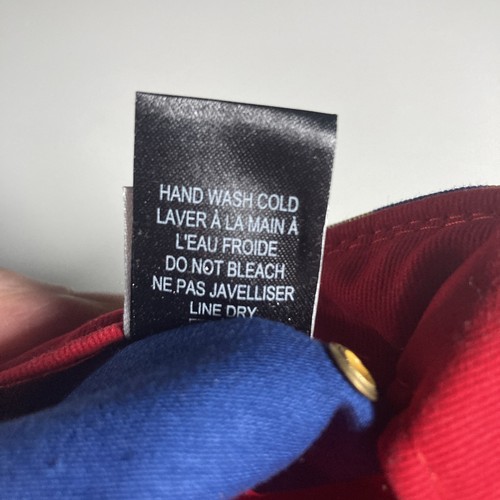 HAND WASH COLD
LAVER À LA MAIN À
L'EAU FROIDE
DO NOT BLEACH
NE PAS JAVELLISER
LINE DRY